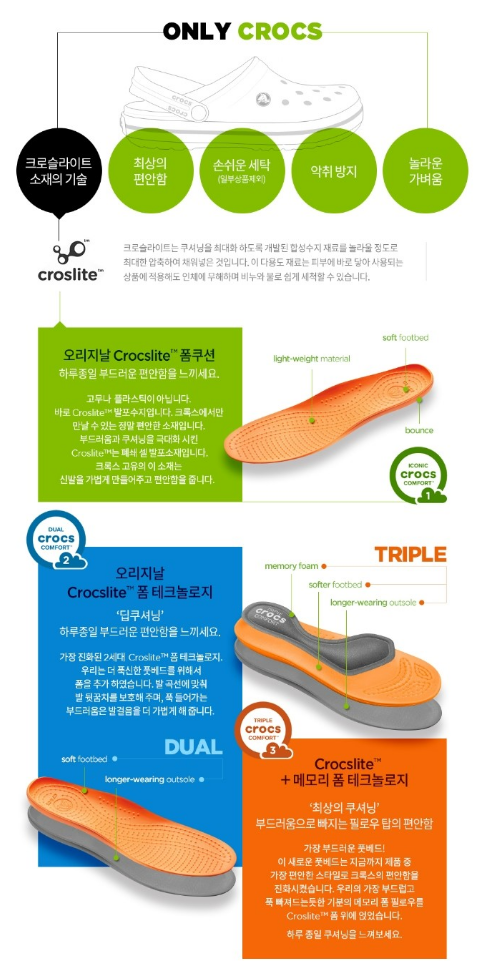 ONLY CROCS
crocs
크로슬라이트
소재의 기술
최상의
편안함
손쉬운 세탁
(일부상품제외)
악취 방지
놀라운
가벼움
croslite™
크로슬라이트는 쿠셔닝을 최대화 하도록 개발된 합성수지 재료를 놀라울 정도로
최대한 압축하여 채워넣은 것입니다. 이 다용도 재료는 피부에 바로 닿아 사용되는
상품에 적용해도 인체에 무해하며 비누와 물로 쉽게 세척할 수 있습니다.
오리지날 Crocslite™ 폼쿠션
하루종일 부드러운 편안함을 느끼세요.
고무나 플라스틱이 아닙니다.
바로 Croslite™ 발포수지입니다. 크록스에서만
만날 수 있는 정말 편안한 소재입니다.
부드러움과 쿠셔닝을 극대화 시킨
Croslite™는 폐쇄 셀 발포소재입니다.
크록스 고유의 이 소재는
신발을 가볍게 만들어주고 편안함을 줍니다.
soft footbed
light-weight material
bounce
ICONIC
crocs
COMFORT™
1
DUAL
crocs
COMFORT™
2
오리지날
Crocslite™ 폼 테크놀로지
‘딥쿠셔닝’
하루종일 부드러운 편안함을 느끼세요.
가장 진화된 2세대 Croslite™ 폼 테크놀로지.
우리는 더 폭신한 풋베드를 위해서
폼을 추가 하였습니다. 발 곡선에 맞춰
발 뒷꿈치를 보호해 주며, 푹 들어가는
부드러움은 발걸음을 더 가볍게 해 줍니다.
TRIPLE
memory foam
softer footbed
longer-wearing outsole
crocs
DUAL
soft footbed
longer-wearing outsole
TRIPLE
crocs
COMFORT™
3
Crocslite™
+ 메모리 폼 테크놀로지
‘최상의 쿠셔닝’
부드러움으로 빠지는 필로우 탑의 편안함
가장 부드러운 풋베드!
이 새로운 풋베드는 지금까지 제품 중
가장 편안한 스타일로 크록스의 편안함을
진화시켰습니다. 우리의 가장 부드럽고
푹 빠져드는듯한 기분의 메모리 폼 필로우를
Croslite™ 폼 위에 얹었습니다.
하루 종일 쿠셔닝을 느껴보세요.